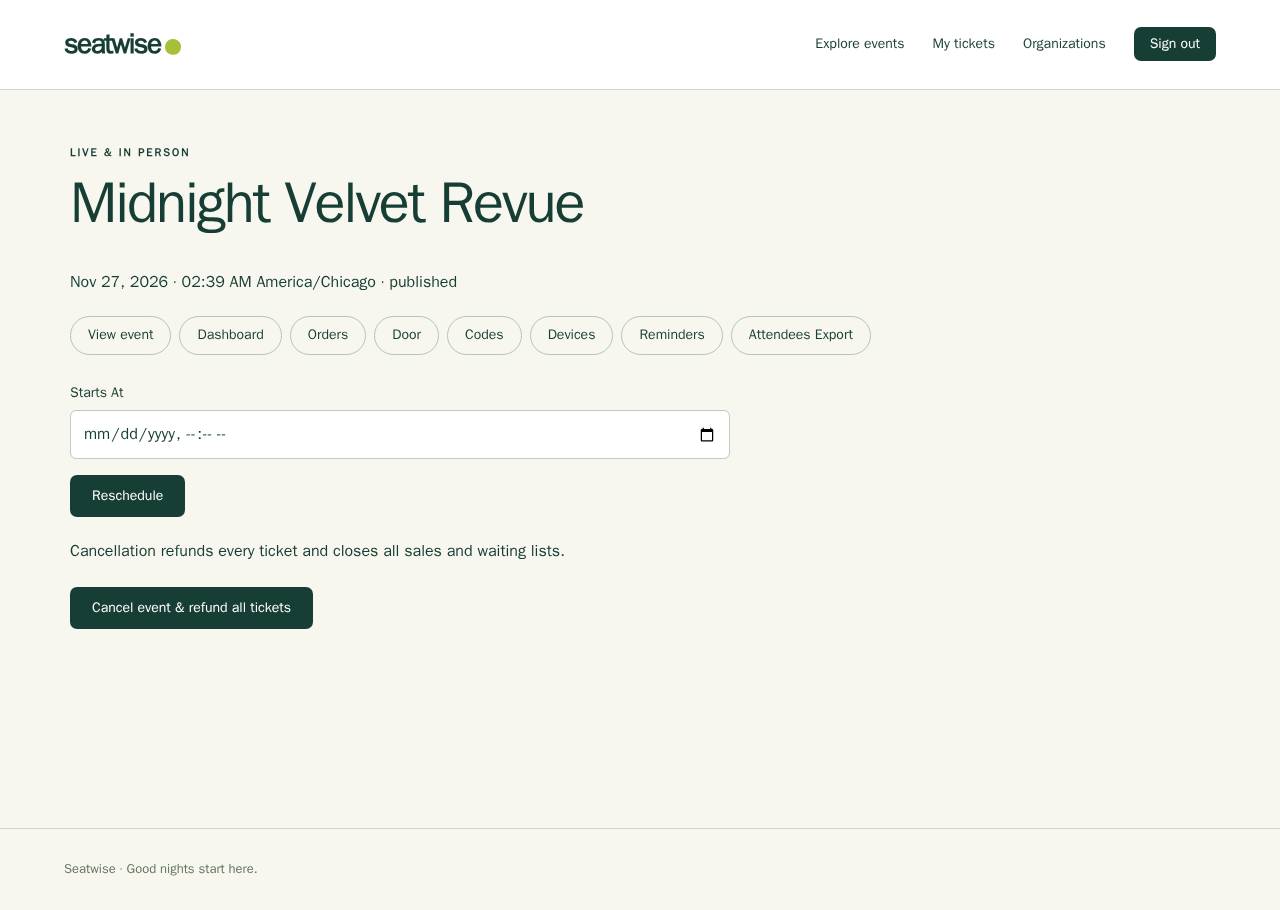 seatwise
Explore events
My tickets
Organizations
Sign out
LIVE & IN PERSON
Midnight Velvet Revue
Nov 27, 2026 · 02:39 AM America/Chicago · published
View event
Dashboard
Orders
Door
Codes
Devices
Reminders
Attendees Export
Starts At
mm/dd/yyyy, --:-- --
Reschedule
Cancellation refunds every ticket and closes all sales and waiting lists.
Cancel event & refund all tickets
Seatwise · Good nights start here.